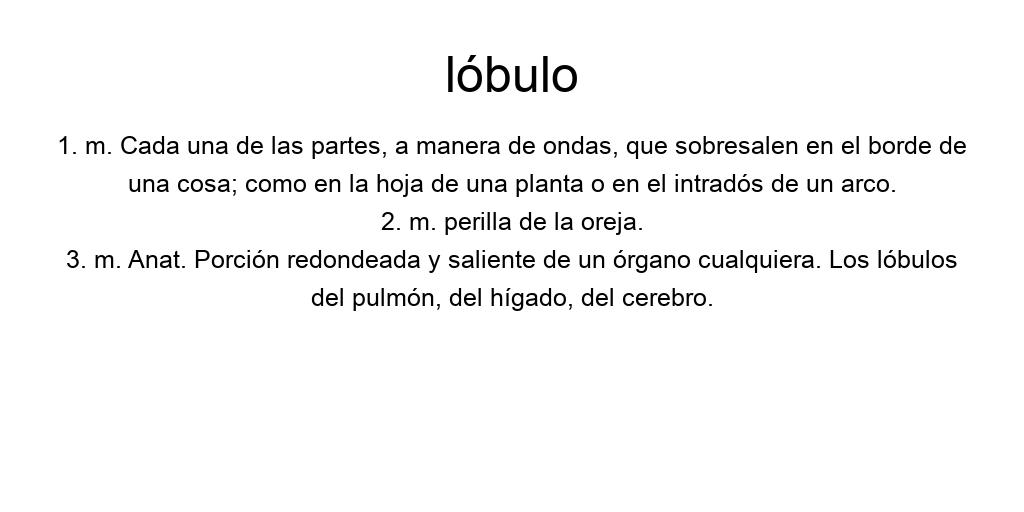 lóbulo
1. m. Cada una de las partes, a manera de ondas, que sobresalen en el borde de
una cosa; como en la hoja de una planta o en el intradós de un arco.
2. m. perilla de la oreja.
3. m. Anat. Porción redondeada y saliente de un órgano cualquiera. Los lóbulos
del pulmón, del hígado, del cerebro.